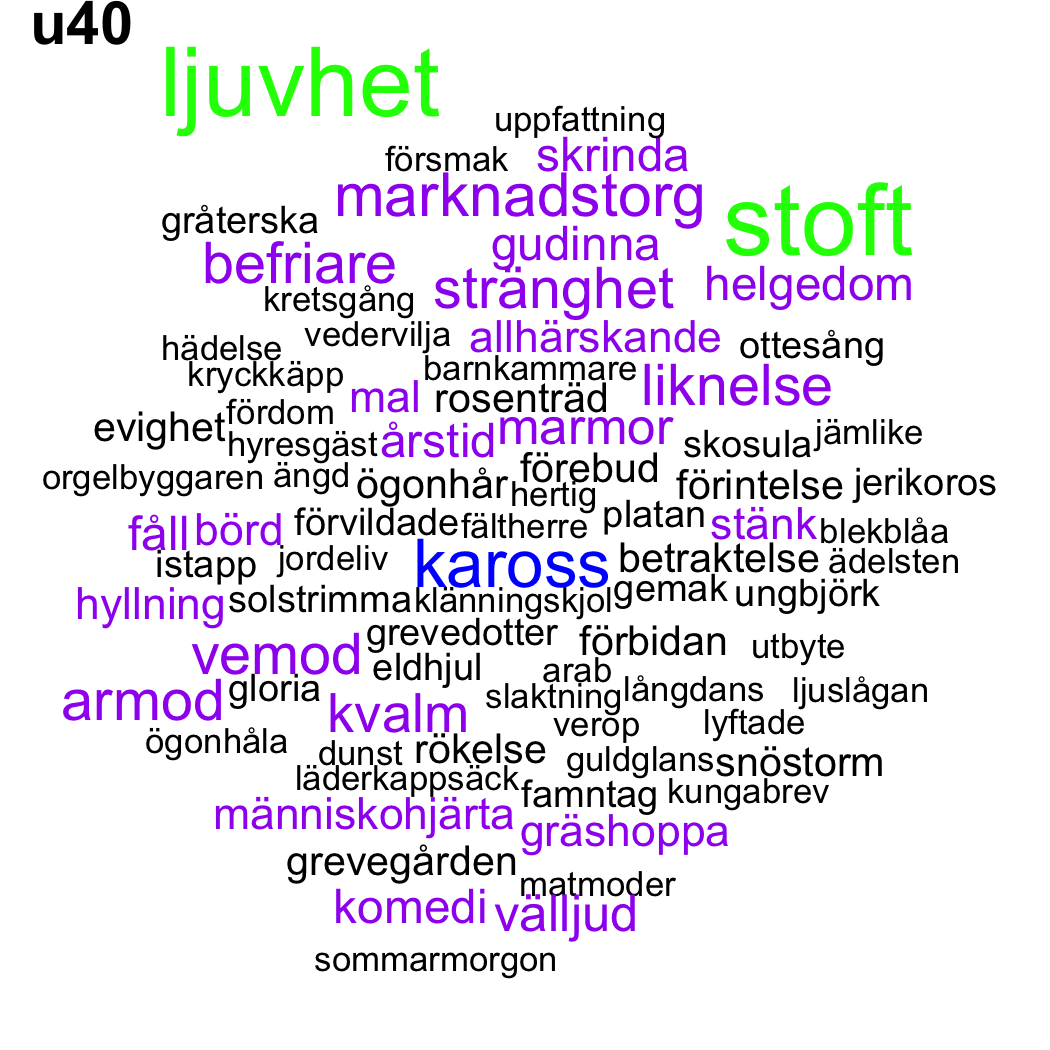 u40
ljuvhet
uppfattning
försmak skrinda
marknadstorg
gråterska stoft
befriare gudinna
kretsgång stränghet helgedom
hädelse vedervilja allhärskande ottesång
kryckkäpp barnkammare
mal rosenträd liknelse
evighet fördom
hyresgäst årstid marmor skosula jämlike
orgelbyggaren ängd ögonhår förebud förintelse jerikoros
hertig
fåll börd förvildade fältherre platan stänk blekblåa
istapp jordeliv kaross betraktelse ädelsten
hyllning solstrimma klänningskjol gemak ungbjörk
vemod grevedotter förbidan utbyte
eldhjul arab
armod gloria kvalm slaktning långdans ljuslågan
verop lyftade
ögonhåla dunst rökelse guldglans snöstorm
läderkappsäck famntag kungabrev
människohjärta gräshoppa
grevegården
matmoder
komedi välljud
sommarmorgon